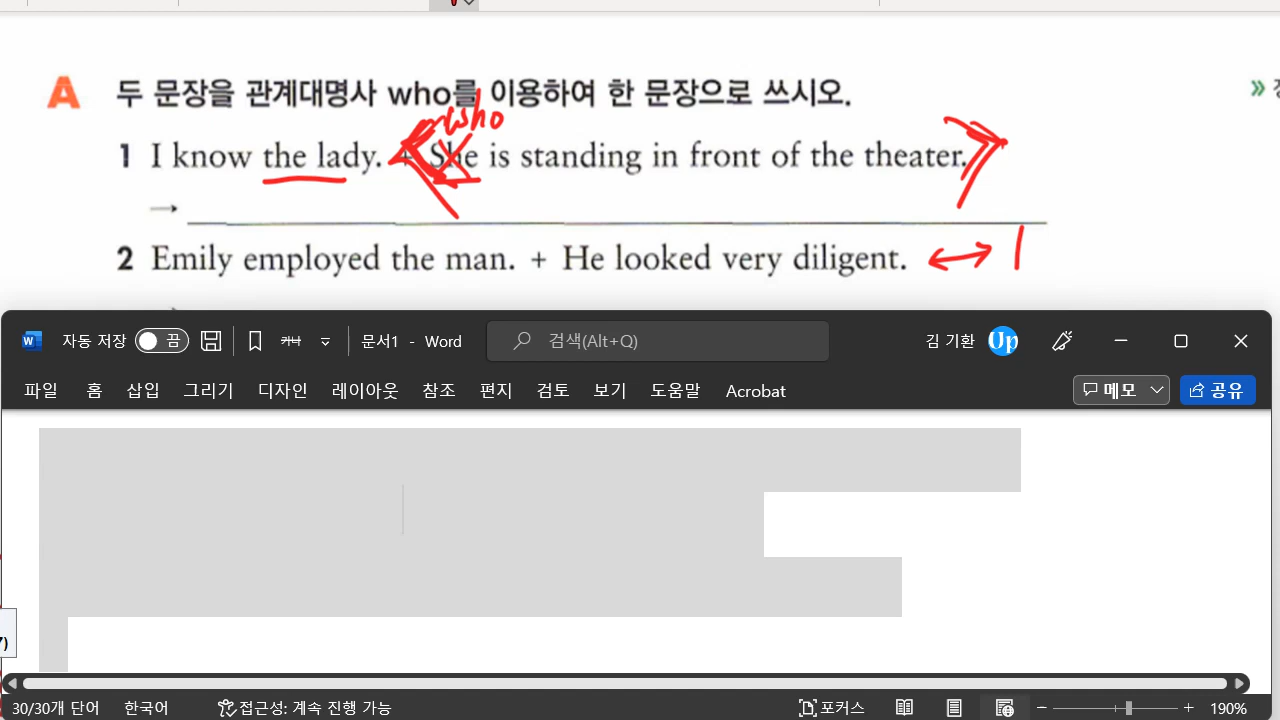 A 두 문장을 관계대명사 who를 이용하여 한 문장으로 쓰시오.
who
1 I know the lady. + She is standing in front of the theater.
→
2 Emily employed the man. + He looked very diligent. ↔ 1
자동 저장 끔 가나 문서1 - Word 검색(Alt+Q) 김 기환 Up
파일 홈 삽입 그리기 디자인 레이아웃 참조 편지 검토 보기 도움말 Acrobat 메모 공유
30/30개 단어 한국어 접근성: 계속 진행 가능 포커스 190%